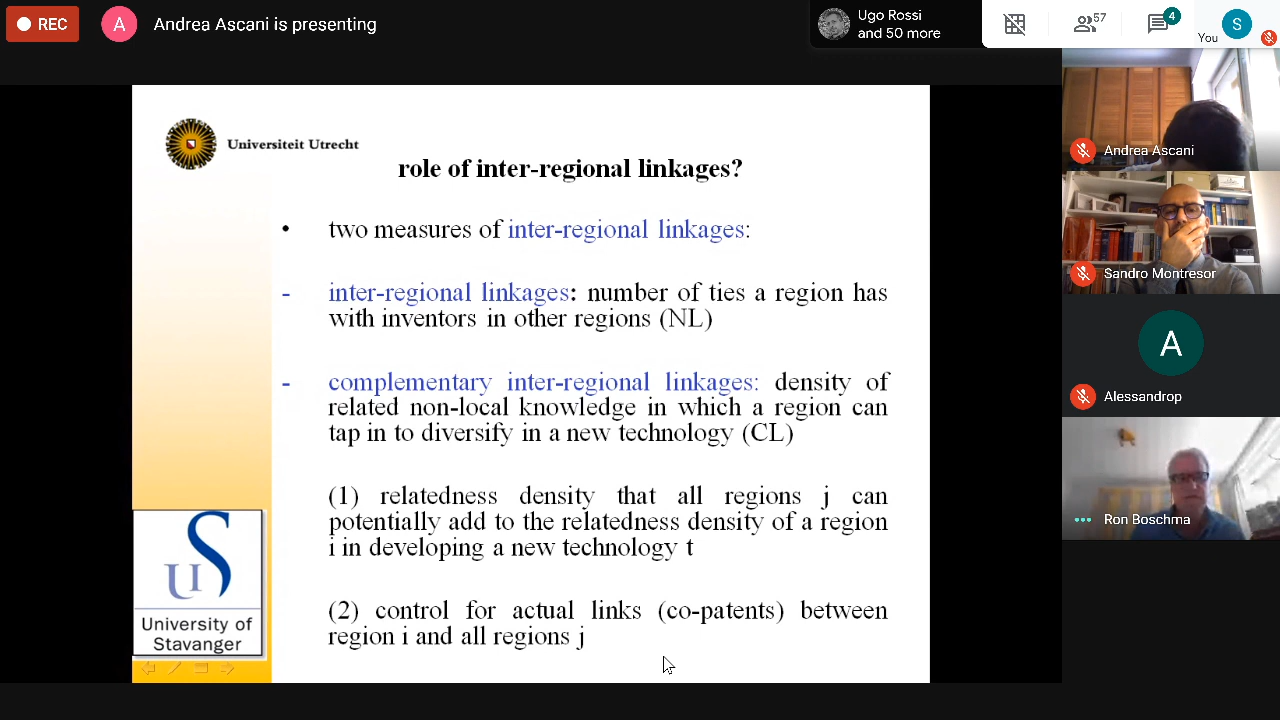 REC
A
Andrea Ascani is presenting
Ugo Rossi
and 50 more
57
4
You
S
Universiteit Utrecht
role of inter-regional linkages?
• two measures of inter-regional linkages:
- inter-regional linkages: number of ties a region has
with inventors in other regions (NL)
- complementary inter-regional linkages: density of
related non-local knowledge in which a region can
tap in to diversify in a new technology (CL)
(1) relatedness density that all regions j can
potentially add to the relatedness density of a region
i in developing a new technology t
(2) control for actual links (co-patents) between
region i and all regions j
US
University of
Stavanger
Andrea Ascani
Sandro Montresor
A
Alessandrop
Ron Boschma